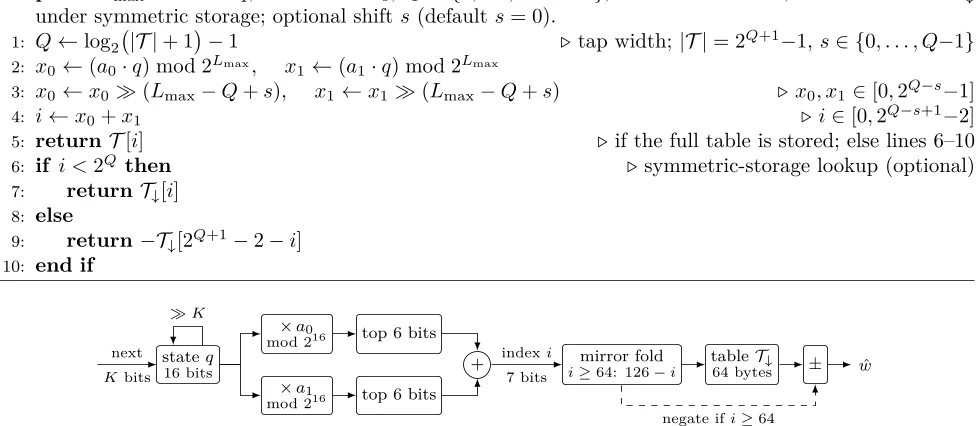 under symmetric storage; optional shift s (default s = 0).
1: Q ← log₂(|𝒯| + 1) − 1 ▷ tap width; |𝒯| = 2^{Q+1}−1, s ∈ {0, . . . , Q−1}
2: x₀ ← (a₀ · q) mod 2^{L_max}, x₁ ← (a₁ · q) mod 2^{L_max}
3: x₀ ← x₀ ≫ (L_max − Q + s), x₁ ← x₁ ≫ (L_max − Q + s) ▷ x₀, x₁ ∈ [0, 2^{Q−s}−1]
4: i ← x₀ + x₁ ▷ i ∈ [0, 2^{Q−s+1}−2]
5: return 𝒯[i] ▷ if the full table is stored; else lines 6–10
6: if i < 2^Q then ▷ symmetric-storage lookup (optional)
7: return 𝒯↓[i]
8: else
9: return −𝒯↓[2^{Q+1} − 2 − i]
10: end if
≫ K
next
K bits
state q
16 bits
× a₀
mod 2^{16}
top 6 bits
× a₁
mod 2^{16}
top 6 bits
+
index i
7 bits
mirror fold
i ≥ 64: 126 − i
table 𝒯↓
64 bytes
±
ŵ
negate if i ≥ 64